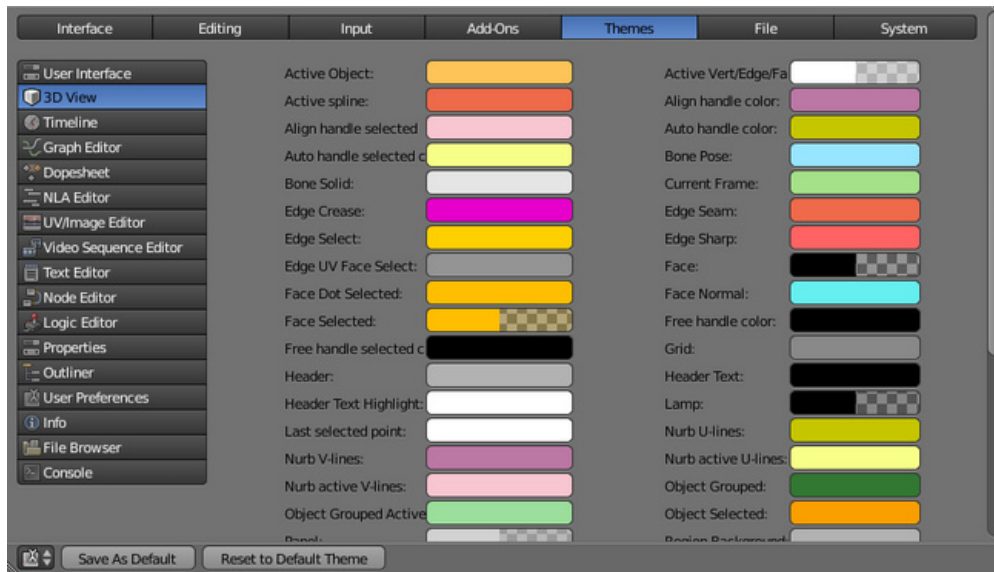 Interface Editing Input Add-Ons Themes File System
User Interface
3D View
Timeline
Graph Editor
Dopesheet
NLA Editor
UV/Image Editor
Video Sequence Editor
Text Editor
Node Editor
Logic Editor
Properties
Outliner
User Preferences
Info
File Browser
Console
Active Object:
Active spline:
Align handle selected
Auto handle selected c
Bone Solid:
Edge Crease:
Edge Select:
Edge UV Face Select:
Face Dot Selected:
Face Selected:
Free handle selected c
Header:
Header Text Highlight:
Last selected point:
Nurb V-lines:
Nurb active V-lines:
Object Grouped Active
Panel:
Active Vert/Edge/Fa
Align handle color:
Auto handle color:
Bone Pose:
Current Frame:
Edge Seam:
Edge Sharp:
Face:
Face Normal:
Free handle color:
Grid:
Header Text:
Lamp:
Nurb U-lines:
Nurb active U-lines:
Object Grouped:
Object Selected:
Region Background:
Save As Default Reset to Default Theme